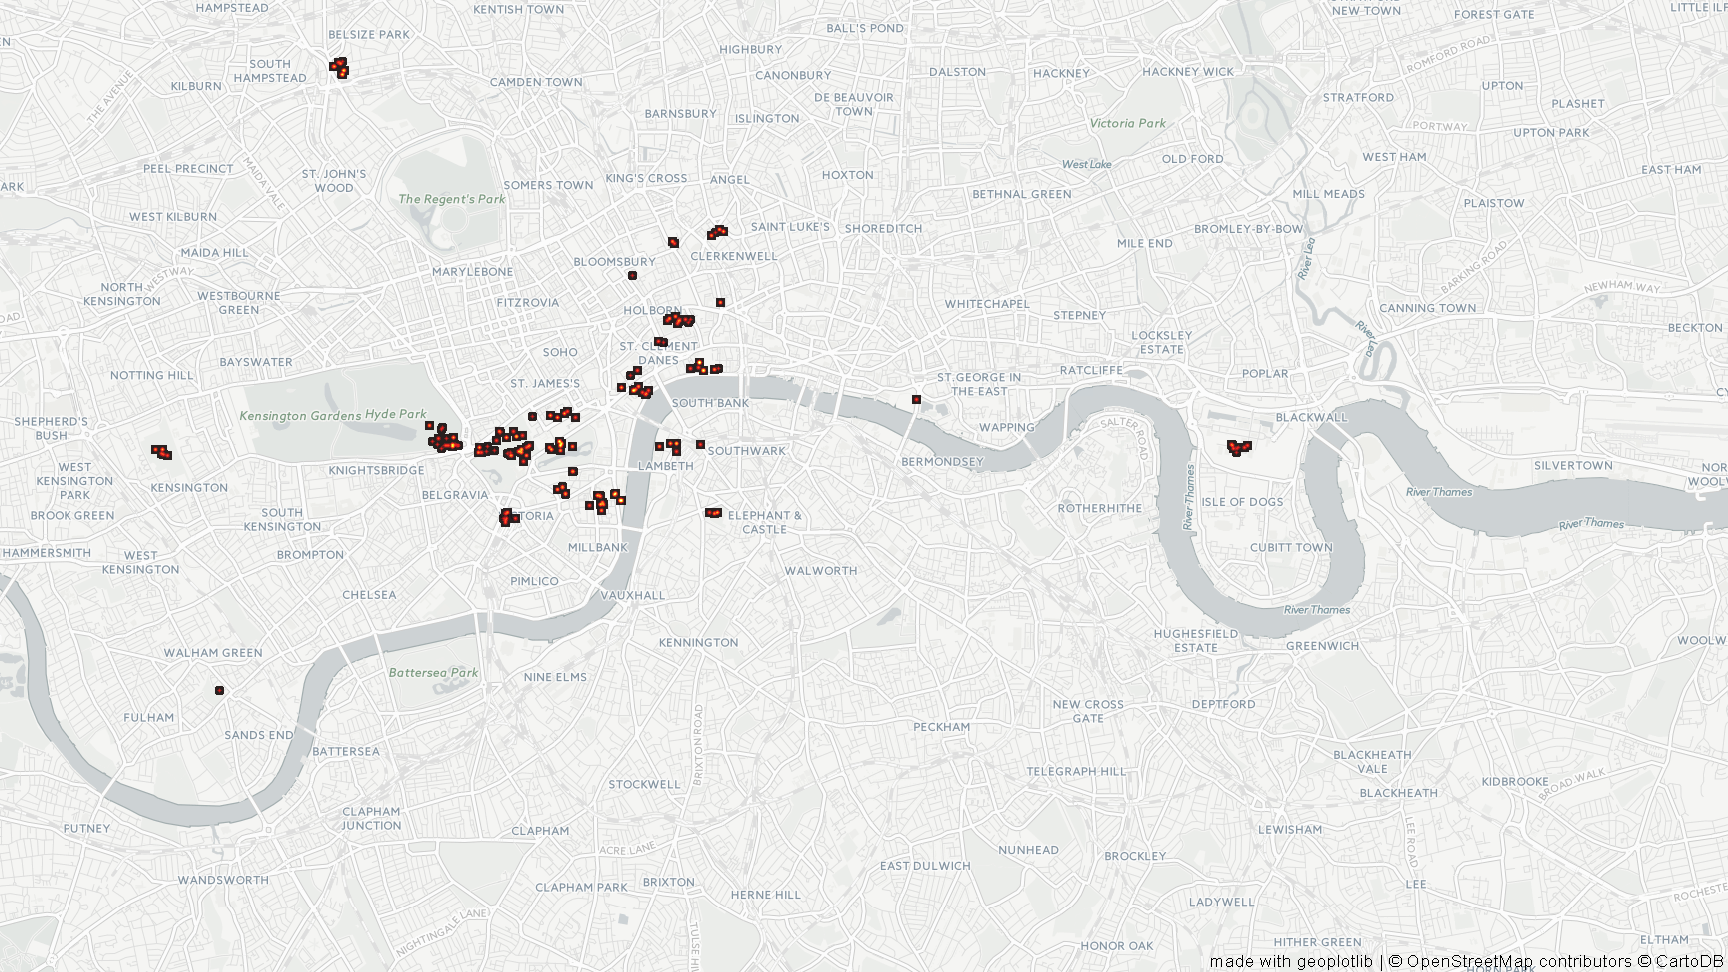 HAMPSTEAD
KENTISH TOWN
BALL'S POND
NEW TOWN
FOREST GATE
BELSIZE PARK
HIGHBURY
ROMFORD ROAD
SOUTH
HAMPSTEAD
KILBURN
THE AVENUE
CAMDEN TOWN
CANONBURY
DALSTON
HACKNEY
HACKNEY WICK
UPTON
DE BEAUVOIR
TOWN
STRATFORD
PLASHET
BARNSBURY
ISLINGTON
Victoria Park
PORTWAY
UPTON PARK
PEEL PRECINCT
MAIDA VALE
ST. JOHN'S
WOOD
SOMERS TOWN
KING'S CROSS
ANGEL
HOXTON
West Lake
OLD FORD
WEST HAM
EAST HAM
BETHNAL GREEN
MILL MEADS
The Regent's Park
PLAISTOW
WEST KILBURN
SAINT LUKE'S
SHOREDITCH
BROMLEY-BY-BOW
MILE END
MAIDA HILL
WESTWAY
MARYLEBONE
BLOOMSBURY
CLERKENWELL
River Lea
BARKING ROAD
NORTH
KENSINGTON
WESTBOURNE
GREEN
FITZROVIA
HOLBORN
WHITECHAPEL
STEPNEY
CANNING TOWN
NEWHAM WAY
BECKTON
LOCKSLEY
ESTATE
River Lea
SOHO
ST. CLEMENT
DANES
BAYSWATER
NOTTING HILL
ST. JAMES'S
ST.GEORGE IN
THE-EAST
RATCLIFFE
POPLAR
Kensington Gardens
Hyde Park
SOUTH BANK
BLACKWALL
SHEPHERD'S
BUSH
WAPPING
SALTER ROAD
KNIGHTSBRIDGE
LAMBETH
SOUTHWARK
BERMONDSEY
SILVERTOWN
WEST
KENSINGTON
PARK
KENSINGTON
BELGRAVIA
River Thames
River Thames
ISLE OF DOGS
ROTHERHITHE
BROOK GREEN
SOUTH
KENSINGTON
ELEPHANT &
CASTLE
River Thames
HAMMERSMITH
WEST
KENSINGTON
BROMPTON
MILLBANK
CUBITT TOWN
PIMLICO
WALWORTH
CHELSEA
VAUXHALL
River Thames
KENNINGTON
HUGHESFIELD
ESTATE
GREENWICH
WALHAM GREEN
Battersea Park
NINE ELMS
FULHAM
SANDS END
NEW CROSS
GATE
DEPTFORD
PECKHAM
BATTERSEA
BRIXTON ROAD
BLACKHEATH
VALE
STOCKWELL
TELEGRAPH HILL
KIDBROOKE
BROAD WALK
BLACKHEATH
CLAPHAM
JUNCTION
CLAPHAM
LEWISHAM
LEE ROAD
ACRE LANE
NUNHEAD
BROCKLEY
EAST DULWICH
WANDSWORTH
CLAPHAM PARK
BRIXTON
HERNE HILL
LEE
LADYWELL
NIGHTINGALE LANE
HONOR OAK
HITHER GREEN
ELTHAM
made with geoplotlib | © OpenStreetMap contributors © CartoDB